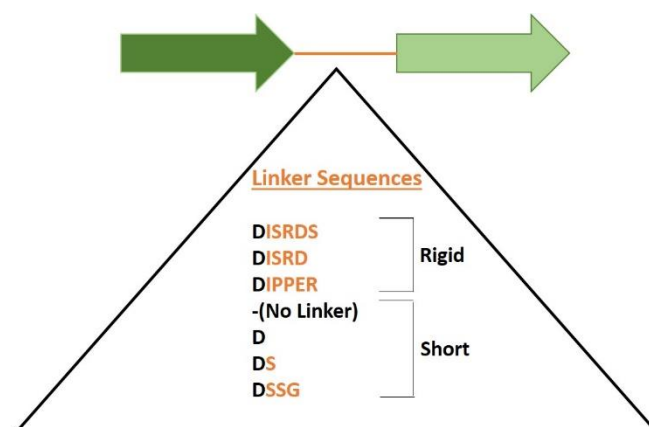 Linker Sequences
DISRDS
DISRD
Rigid
DIPPER
-(No Linker)
D
Short
DS
DSSG